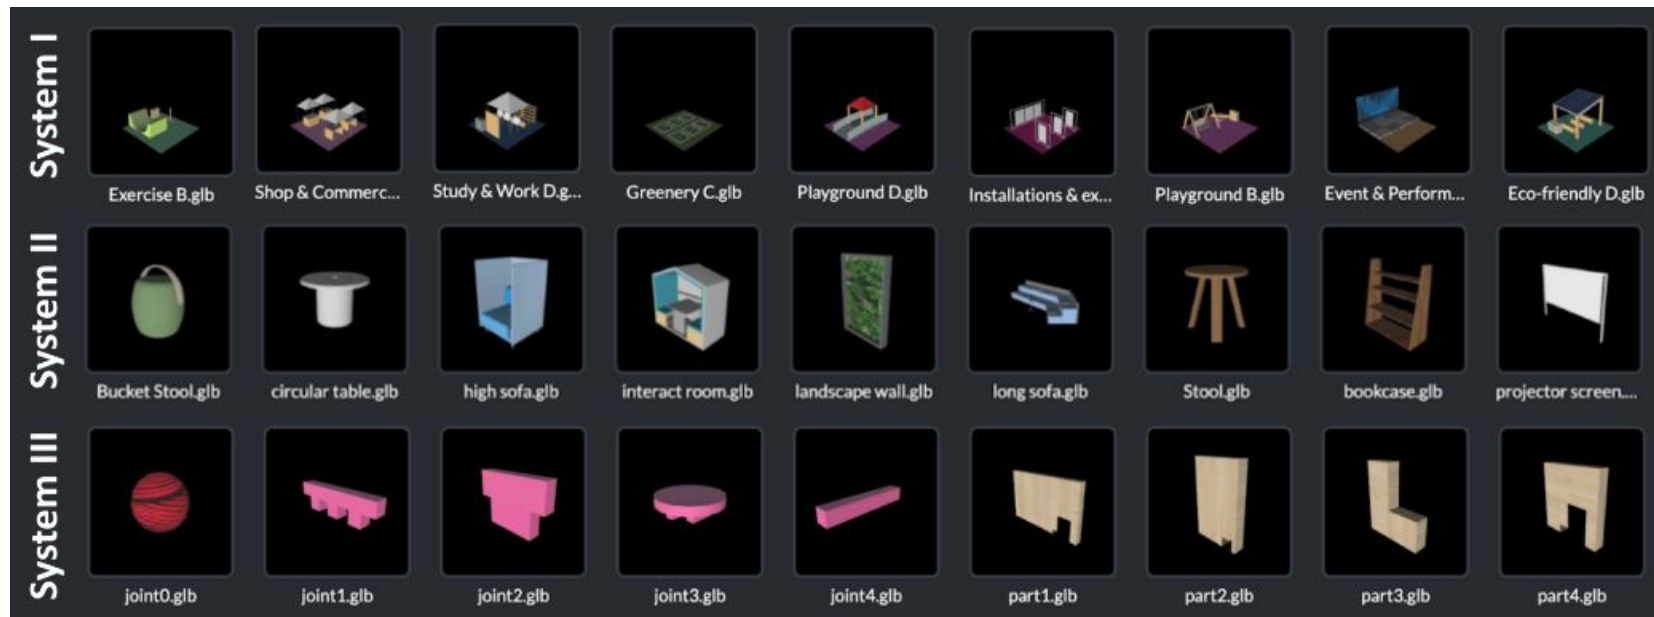 System I
Exercise B.glb
Shop & Commerc...
Study & Work D.g...
Greenery C.glb
Playground D.glb
Installations & ex...
Playground B.glb
Event & Perform...
Eco-friendly D.glb
System II
Bucket Stool.glb
circular table.glb
high sofa.glb
interact room.glb
landscape wall.glb
long sofa.glb
Stool.glb
bookcase.glb
projector screen....
System III
joint0.glb
joint1.glb
joint2.glb
joint3.glb
joint4.glb
part1.glb
part2.glb
part3.glb
part4.glb